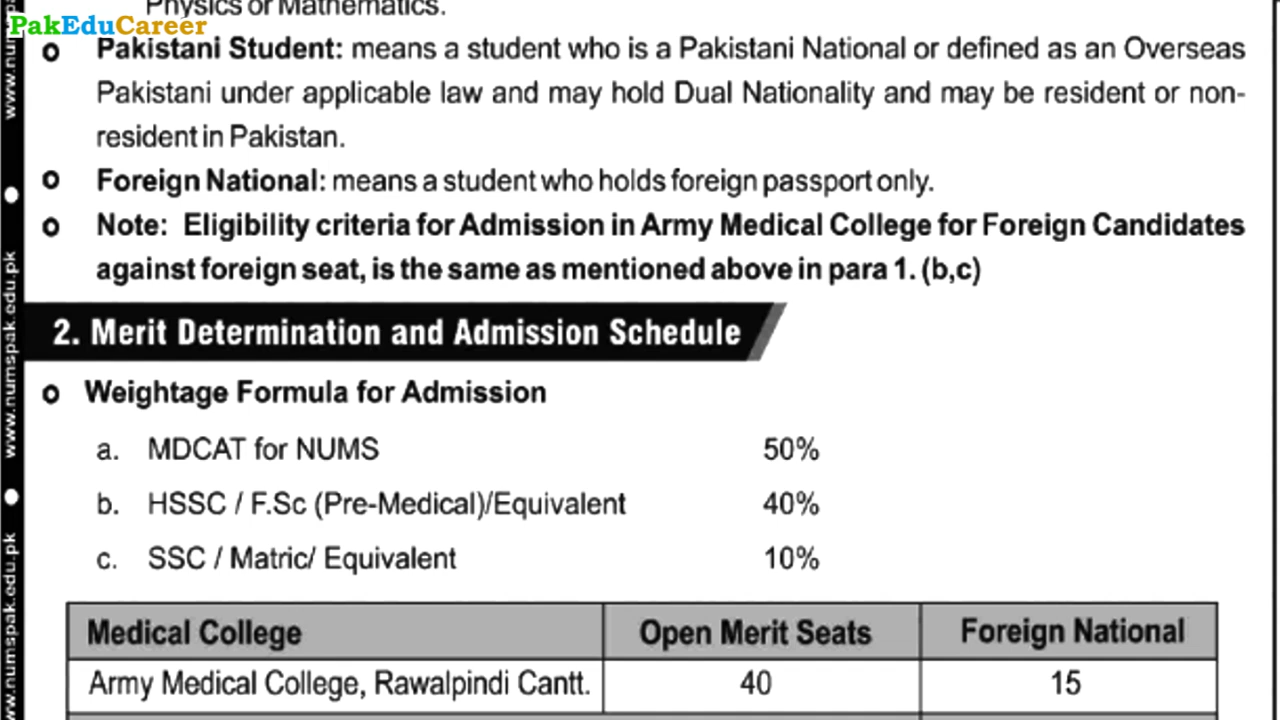 Physics or Mathematics.
PakEduCareer
o Pakistani Student: means a student who is a Pakistani National or defined as an Overseas
Pakistani under applicable law and may hold Dual Nationality and may be resident or non-
resident in Pakistan.
o Foreign National: means a student who holds foreign passport only.
o Note: Eligibility criteria for Admission in Army Medical College for Foreign Candidates
against foreign seat, is the same as mentioned above in para 1. (b,c)
2. Merit Determination and Admission Schedule
o Weightage Formula for Admission
a. MDCAT for NUMS 50%
b. HSSC / F.Sc (Pre-Medical)/Equivalent 40%
c. SSC / Matric/ Equivalent 10%
Medical College Open Merit Seats Foreign National
Army Medical College, Rawalpindi Cantt. 40 15
www.numspak.edu.pk
www.numspak.edu.pk